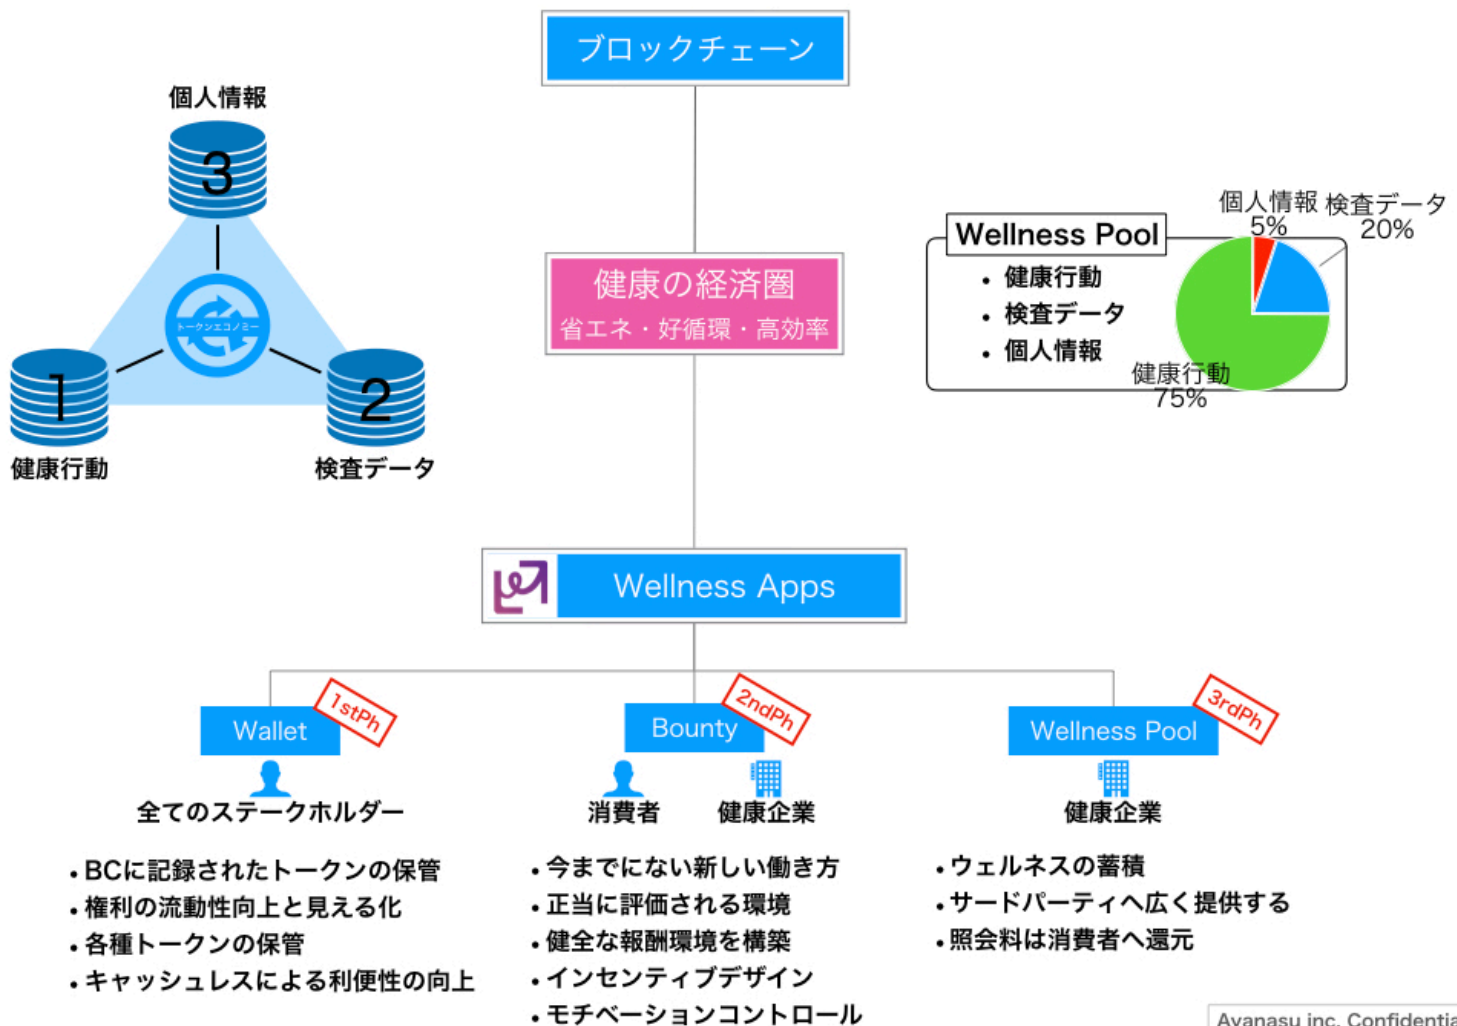 ブロックチェーン
個人情報
3
トークンエコノミー
1
2
健康行動
検査データ
健康の経済圏
省エネ・好循環・高効率
Wellness Pool
• 健康行動
• 検査データ
• 個人情報
個人情報
5%
検査データ
20%
健康行動
75%
Wellness Apps
Wallet
1stPh
全てのステークホルダー
• BCに記録されたトークンの保管
• 権利の流動性向上と見える化
• 各種トークンの保管
• キャッシュレスによる利便性の向上
Bounty
2ndPh
消費者
健康企業
• 今までにない新しい働き方
• 正当に評価される環境
• 健全な報酬環境を構築
• インセンティブデザイン
• モチベーションコントロール
Wellness Pool
3rdPh
健康企業
• ウェルネスの蓄積
• サードパーティへ広く提供する
• 照会料は消費者へ還元
Avanasu inc. Confidentia